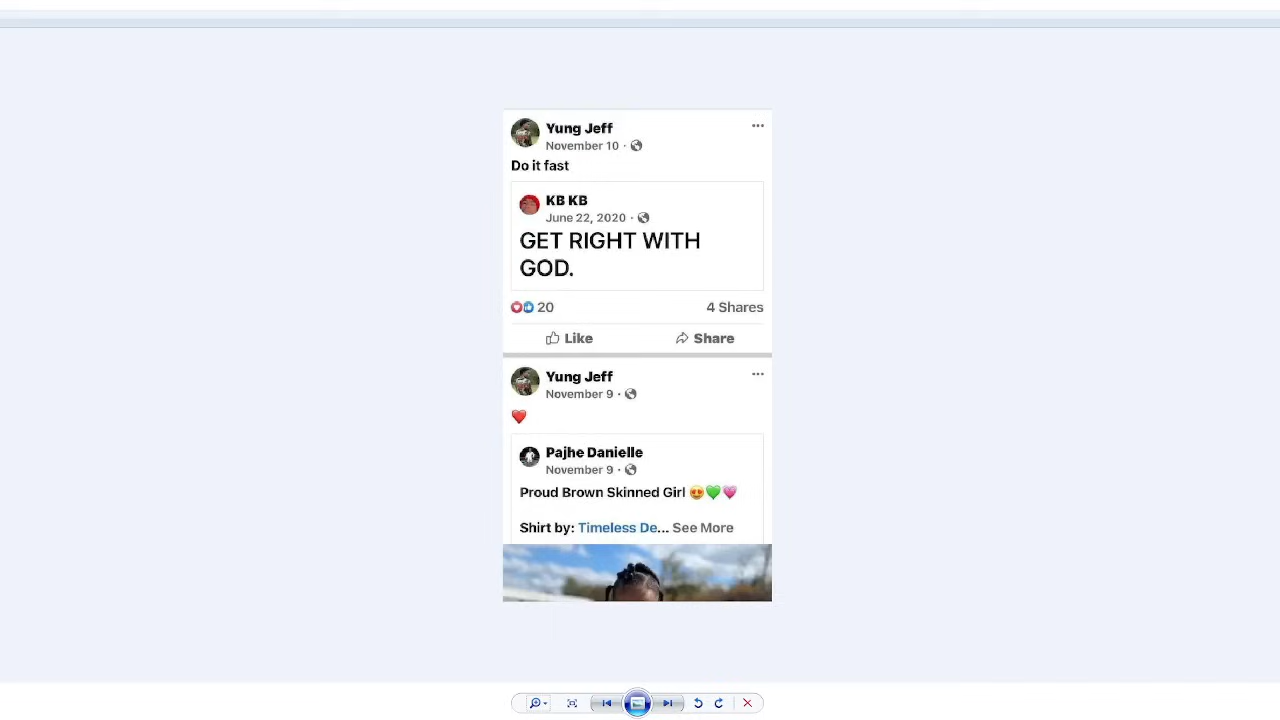 Yung Jeff
November 10 ·
Do it fast
KB KB
June 22, 2020 ·
GET RIGHT WITH
GOD.
20
4 Shares
Like
Share
Yung Jeff
November 9 ·
❤️
Pajhe Danielle
November 9 ·
Proud Brown Skinned Girl 😍💚💗
Shirt by: Timeless De... See More